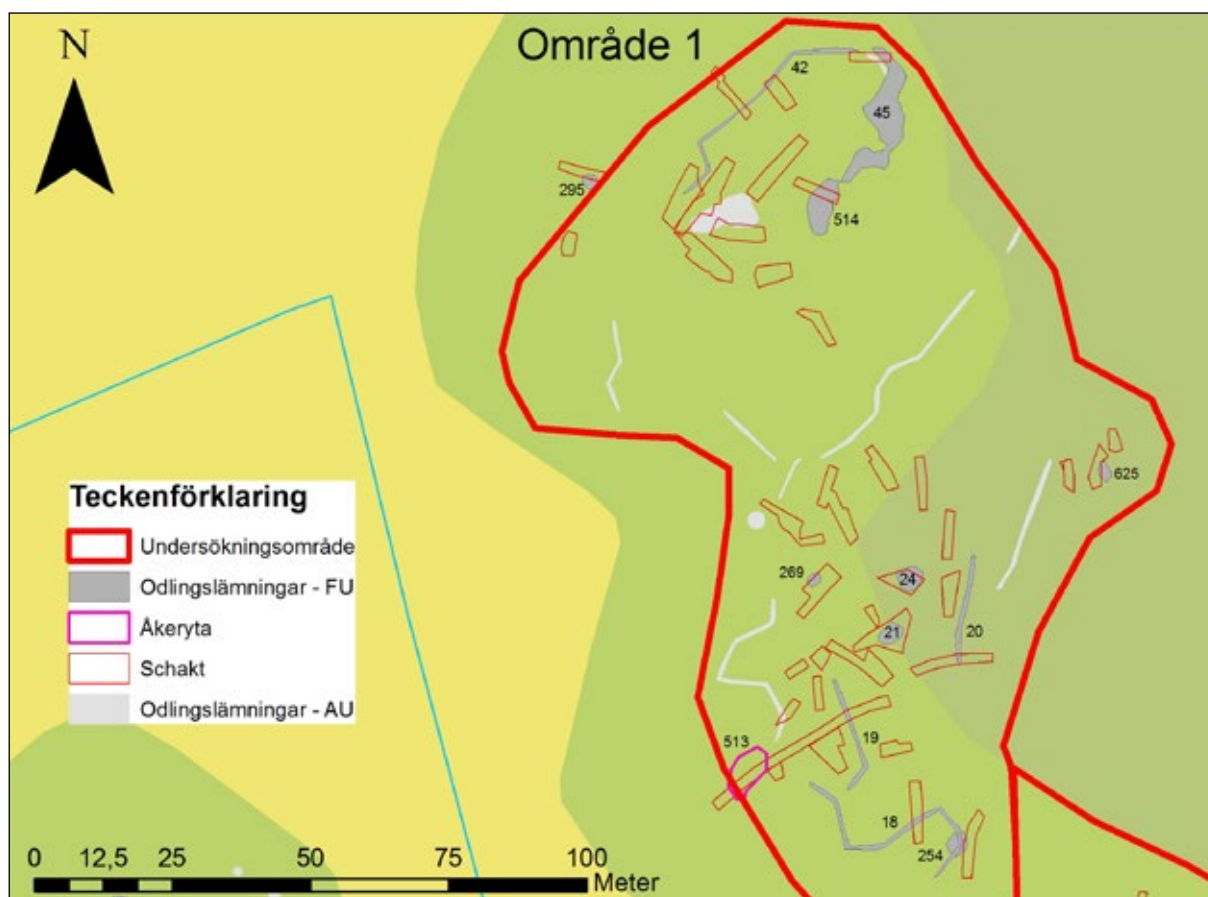 Område 1
N
42
45
295
514
625
269
24
21
20
513
19
18
254
Teckenförklaring
Undersökningsområde
Odlingslämningar - FU
Åkeryta
Schakt
Odlingslämningar - AU
0 12,5 25 50 75 100
Meter